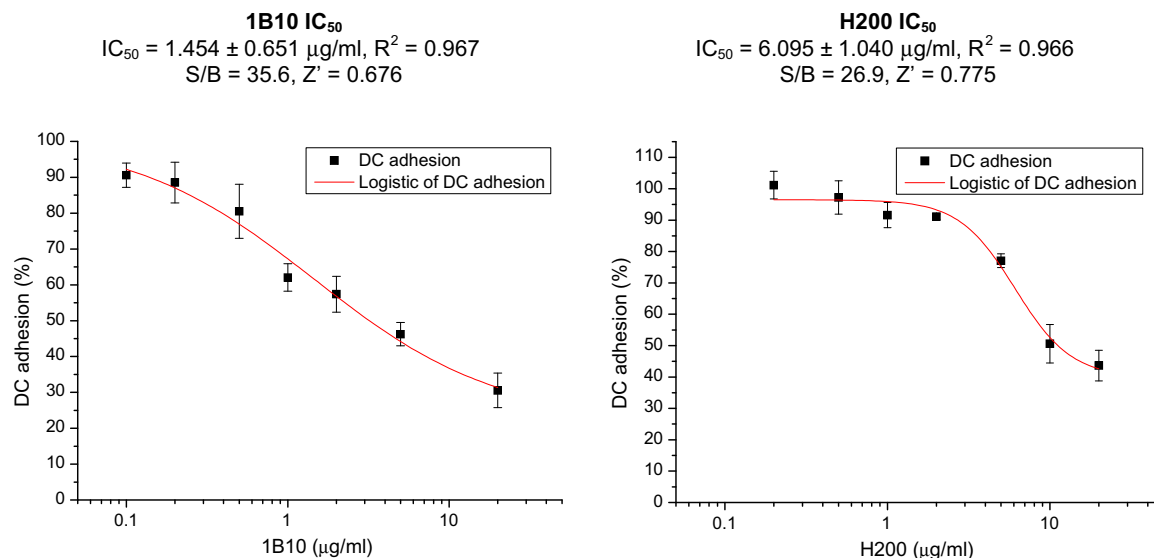 1B10 IC₅₀
IC₅₀ = 1.454 ± 0.651 μg/ml, R² = 0.967
S/B = 35.6, Z’ = 0.676
100
90
80
70
60
50
40
30
20
10
0
DC adhesion (%)
DC adhesion
Logistic of DC adhesion
0.1
1
10
1B10 (μg/ml)
H200 IC₅₀
IC₅₀ = 6.095 ± 1.040 μg/ml, R² = 0.966
S/B = 26.9, Z’ = 0.775
110
100
90
80
70
60
50
40
30
20
10
0
DC adhesion (%)
DC adhesion
Logistic of DC adhesion
0.1
1
10
H200 (μg/ml)